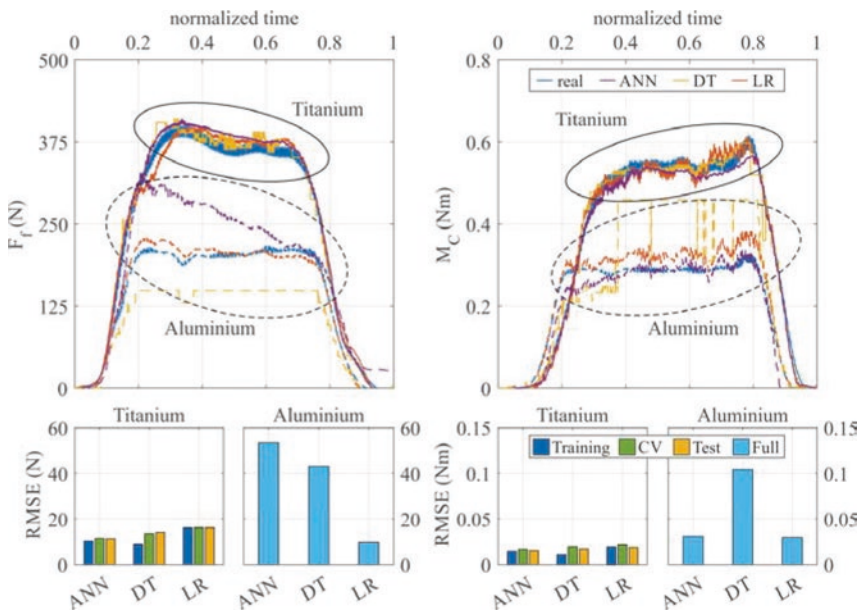 normalized time
0 0.2 0.4 0.6 0.8 1
500
375
250
125
0
F_f (N)
Titanium
Aluminium
normalized time
0 0.2 0.4 0.6 0.8 1
0.8
0.6
0.4
0.2
0
M_C (Nm)
real ANN DT LR
Titanium
Aluminium
Titanium
Aluminium
60
40
20
0
RMSE (N)
60
40
20
0
ANN DT LR
ANN DT LR
Titanium
Aluminium
0.15
0.1
0.05
0
RMSE (Nm)
Training CV Test Full
0.15
0.1
0.05
0
ANN DT LR
ANN DT LR